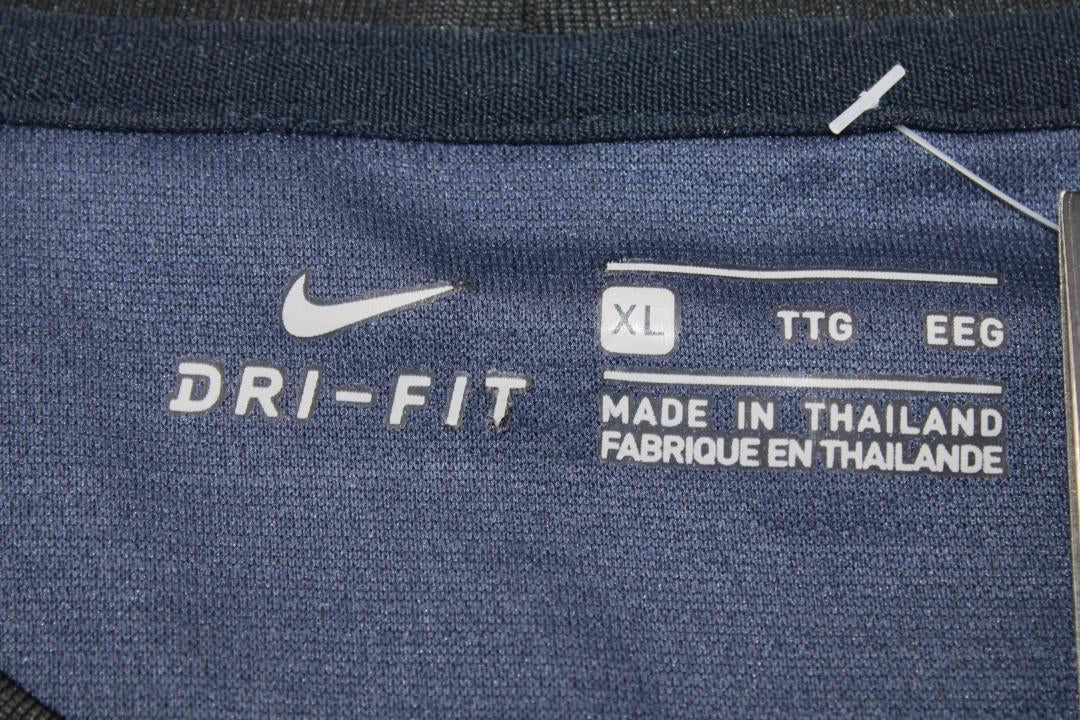 DRI-FIT
XL TTG EEG
MADE IN THAILAND
FABRIQUE EN THAILANDE